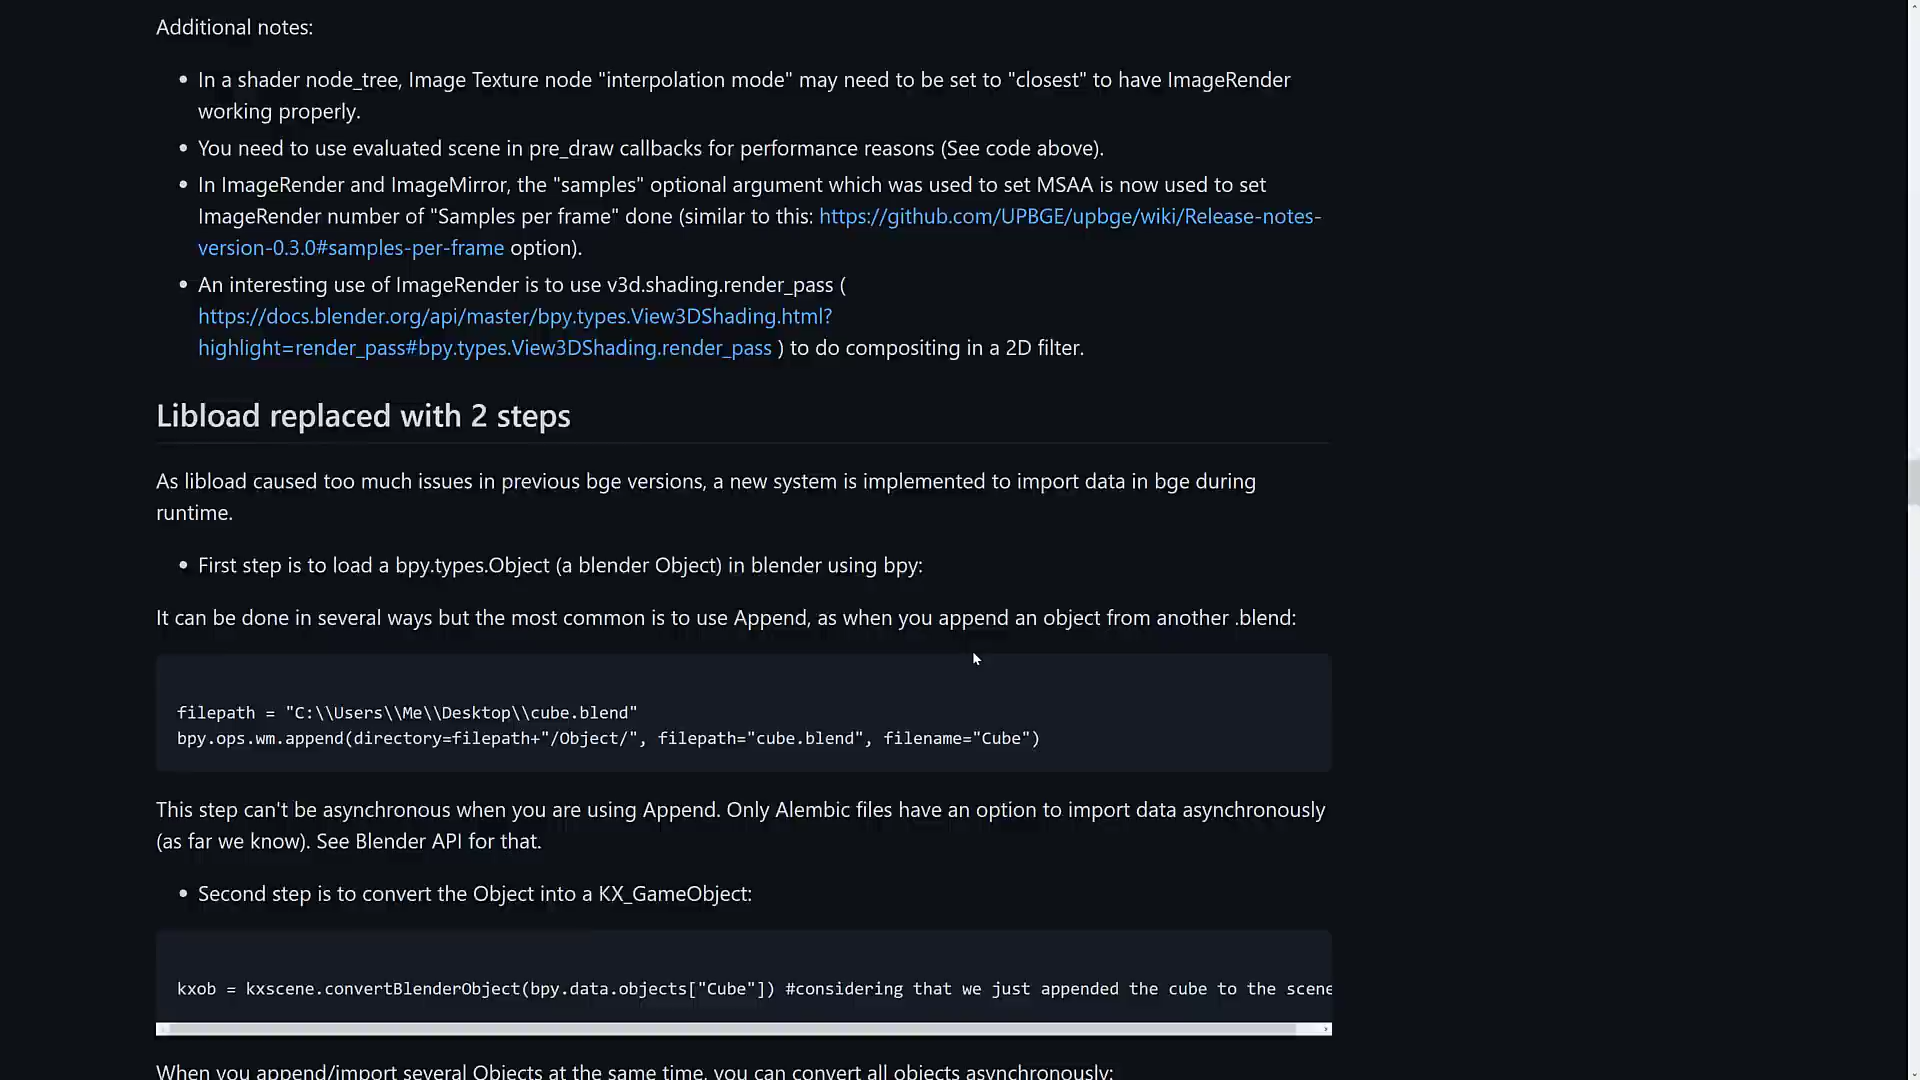 Additional notes:
In a shader node_tree, Image Texture node "interpolation mode" may need to be set to "closest" to have ImageRender
working properly.
You need to use evaluated scene in pre_draw callbacks for performance reasons (See code above).
In ImageRender and ImageMirror, the "samples" optional argument which was used to set MSAA is now used to set
ImageRender number of "Samples per frame" done (similar to this: https://github.com/UPBGE/upbge/wiki/Release-notes-
version-0.3.0#samples-per-frame option).
An interesting use of ImageRender is to use v3d.shading.render_pass (
https://docs.blender.org/api/master/bpy.types.View3DShading.html?
highlight=render_pass#bpy.types.View3DShading.render_pass ) to do compositing in a 2D filter.
Libload replaced with 2 steps
As libload caused too much issues in previous bge versions, a new system is implemented to import data in bge during
runtime.
First step is to load a bpy.types.Object (a blender Object) in blender using bpy:
It can be done in several ways but the most common is to use Append, as when you append an object from another .blend:
filepath = "C:\\Users\\Me\\Desktop\\cube.blend"
bpy.ops.wm.append(directory=filepath+"/Object/", filepath="cube.blend", filename="Cube")
This step can't be asynchronous when you are using Append. Only Alembic files have an option to import data asynchronously
(as far we know). See Blender API for that.
Second step is to convert the Object into a KX_GameObject:
kxob = kxscene.convertBlenderObject(bpy.data.objects["Cube"]) #considering that we just appended the cube to the scene
When you append/import several Objects at the same time, you can convert all objects asynchronously: